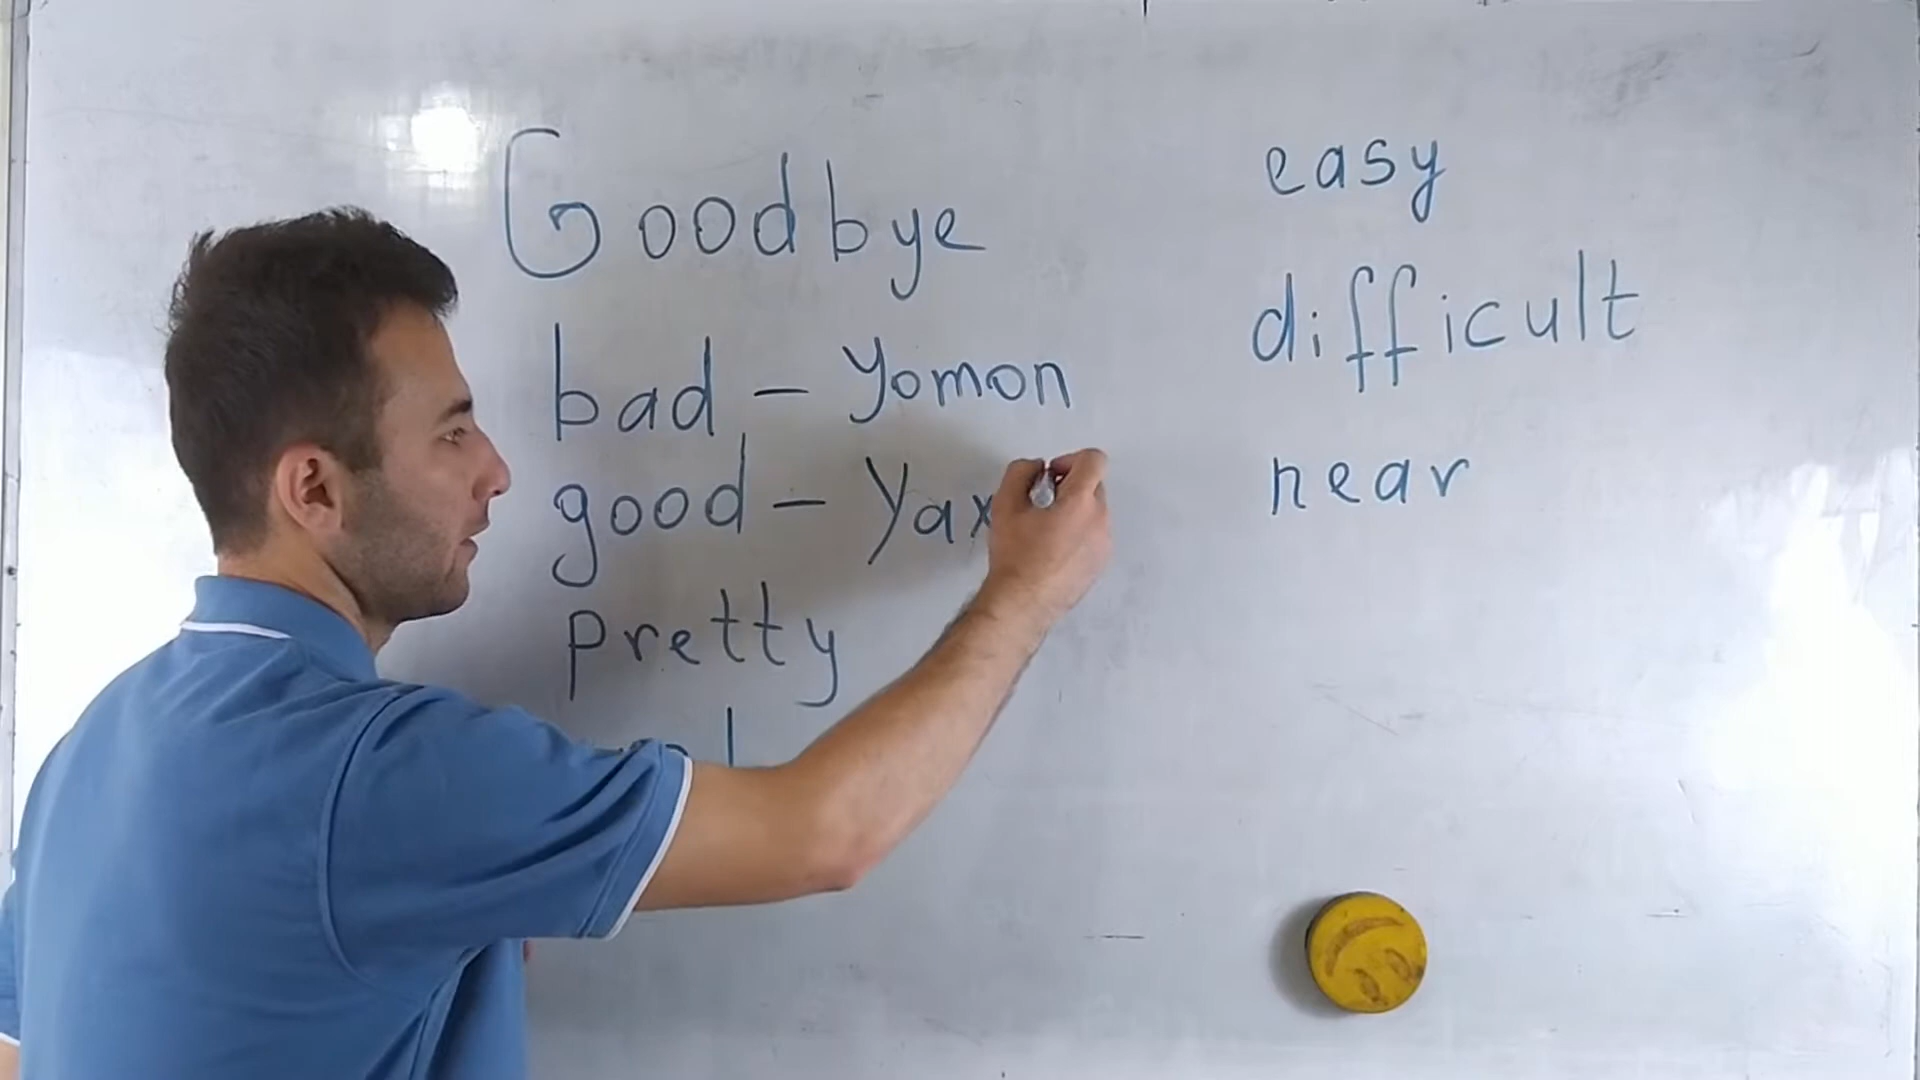 Goodbye
bad - Yomon
good - Yax
pretty
easy
difficult
near